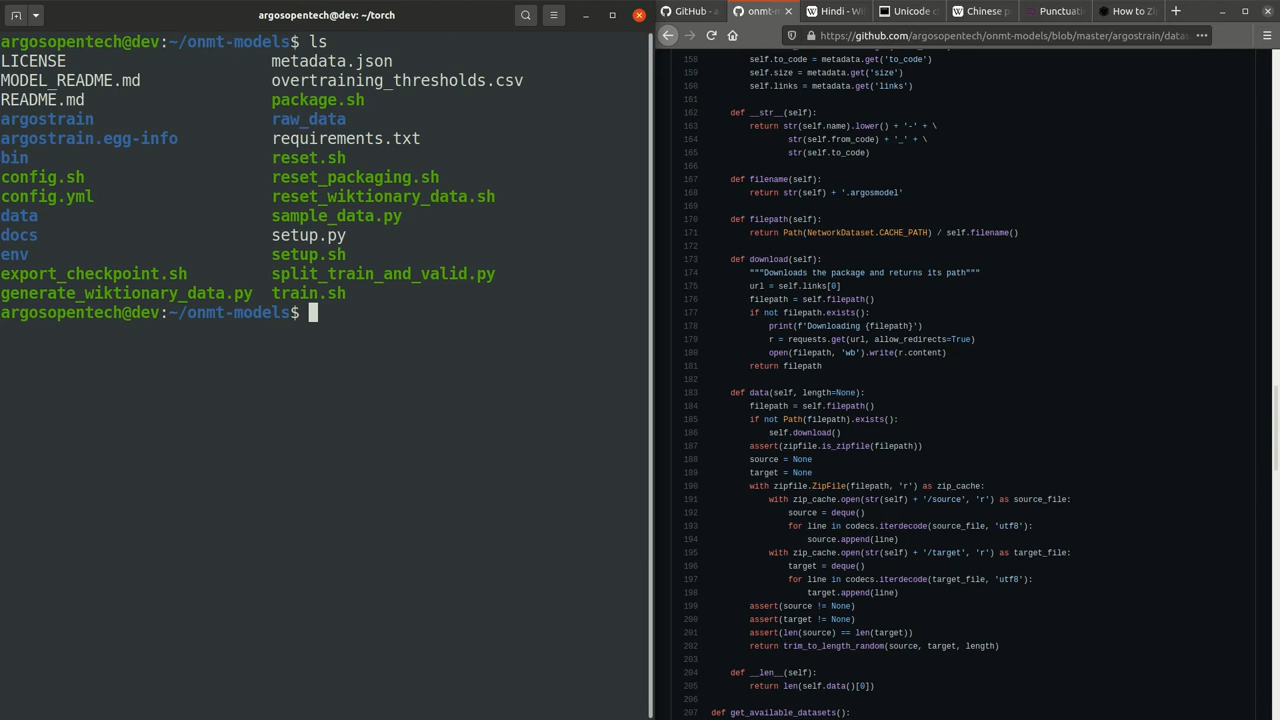 argosopentech@dev: ~/torch
argosopentech@dev:~/onmt-models$ ls
LICENSE metadata.json
MODEL_README.md overtraining_thresholds.csv
README.md package.sh
argostrain raw_data
argostrain.egg-info requirements.txt
bin reset.sh
config.sh reset_packaging.sh
config.yml reset_wiktionary_data.sh
data sample_data.py
docs setup.py
env setup.sh
export_checkpoint.sh split_train_and_valid.py
generate_wiktionary_data.py train.sh
argosopentech@dev:~/onmt-models$
GitHub - a
onmt-m
Hindi - Wi
Unicode c
Chinese p
Punctuati
How to Zi
https://github.com/argosopentech/onmt-models/blob/master/argostrain/datas
158 self.to_code = metadata.get('to_code')
159 self.size = metadata.get('size')
160 self.links = metadata.get('links')
161
162 def __str__(self):
163 return str(self.name).lower() + '-' + \
164 str(self.from_code) + '_' + \
165 str(self.to_code)
166
167 def filename(self):
168 return str(self) + '.argosmodel'
169
170 def filepath(self):
171 return Path(NetworkDataset.CACHE_PATH) / self.filename()
172
173 def download(self):
174 """Downloads the package and returns its path"""
175 url = self.links[0]
176 filepath = self.filepath()
177 if not filepath.exists():
178 print(f'Downloading {filepath}')
179 r = requests.get(url, allow_redirects=True)
180 open(filepath, 'wb').write(r.content)
181 return filepath
182
183 def data(self, length=None):
184 filepath = self.filepath()
185 if not Path(filepath).exists():
186 self.download()
187 assert(zipfile.is_zipfile(filepath))
188 source = None
189 target = None
190 with zipfile.ZipFile(filepath, 'r') as zip_cache:
191 with zip_cache.open(str(self) + '/source', 'r') as source_file:
192 source = deque()
193 for line in codecs.iterdecode(source_file, 'utf8'):
194 source.append(line)
195 with zip_cache.open(str(self) + '/target', 'r') as target_file:
196 target = deque()
197 for line in codecs.iterdecode(target_file, 'utf8'):
198 target.append(line)
199 assert(source != None)
200 assert(target != None)
201 assert(len(source) == len(target))
202 return trim_to_length_random(source, target, length)
203
204 def __len__(self):
205 return len(self.data()[0])
206
207 def get_available_datasets():